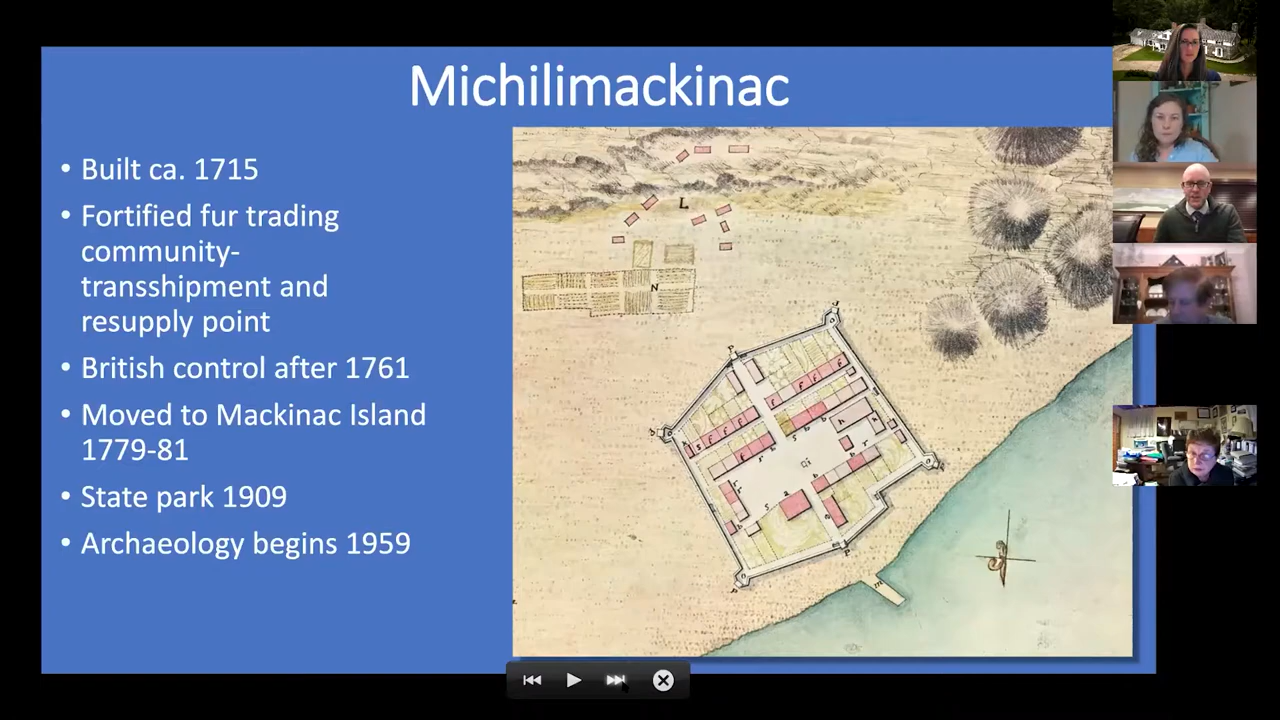 Michilimackinac
• Built ca. 1715
• Fortified fur trading
community-
transshipment and
resupply point
• British control after 1761
• Moved to Mackinac Island
1779-81
• State park 1909
• Archaeology begins 1959
L
N